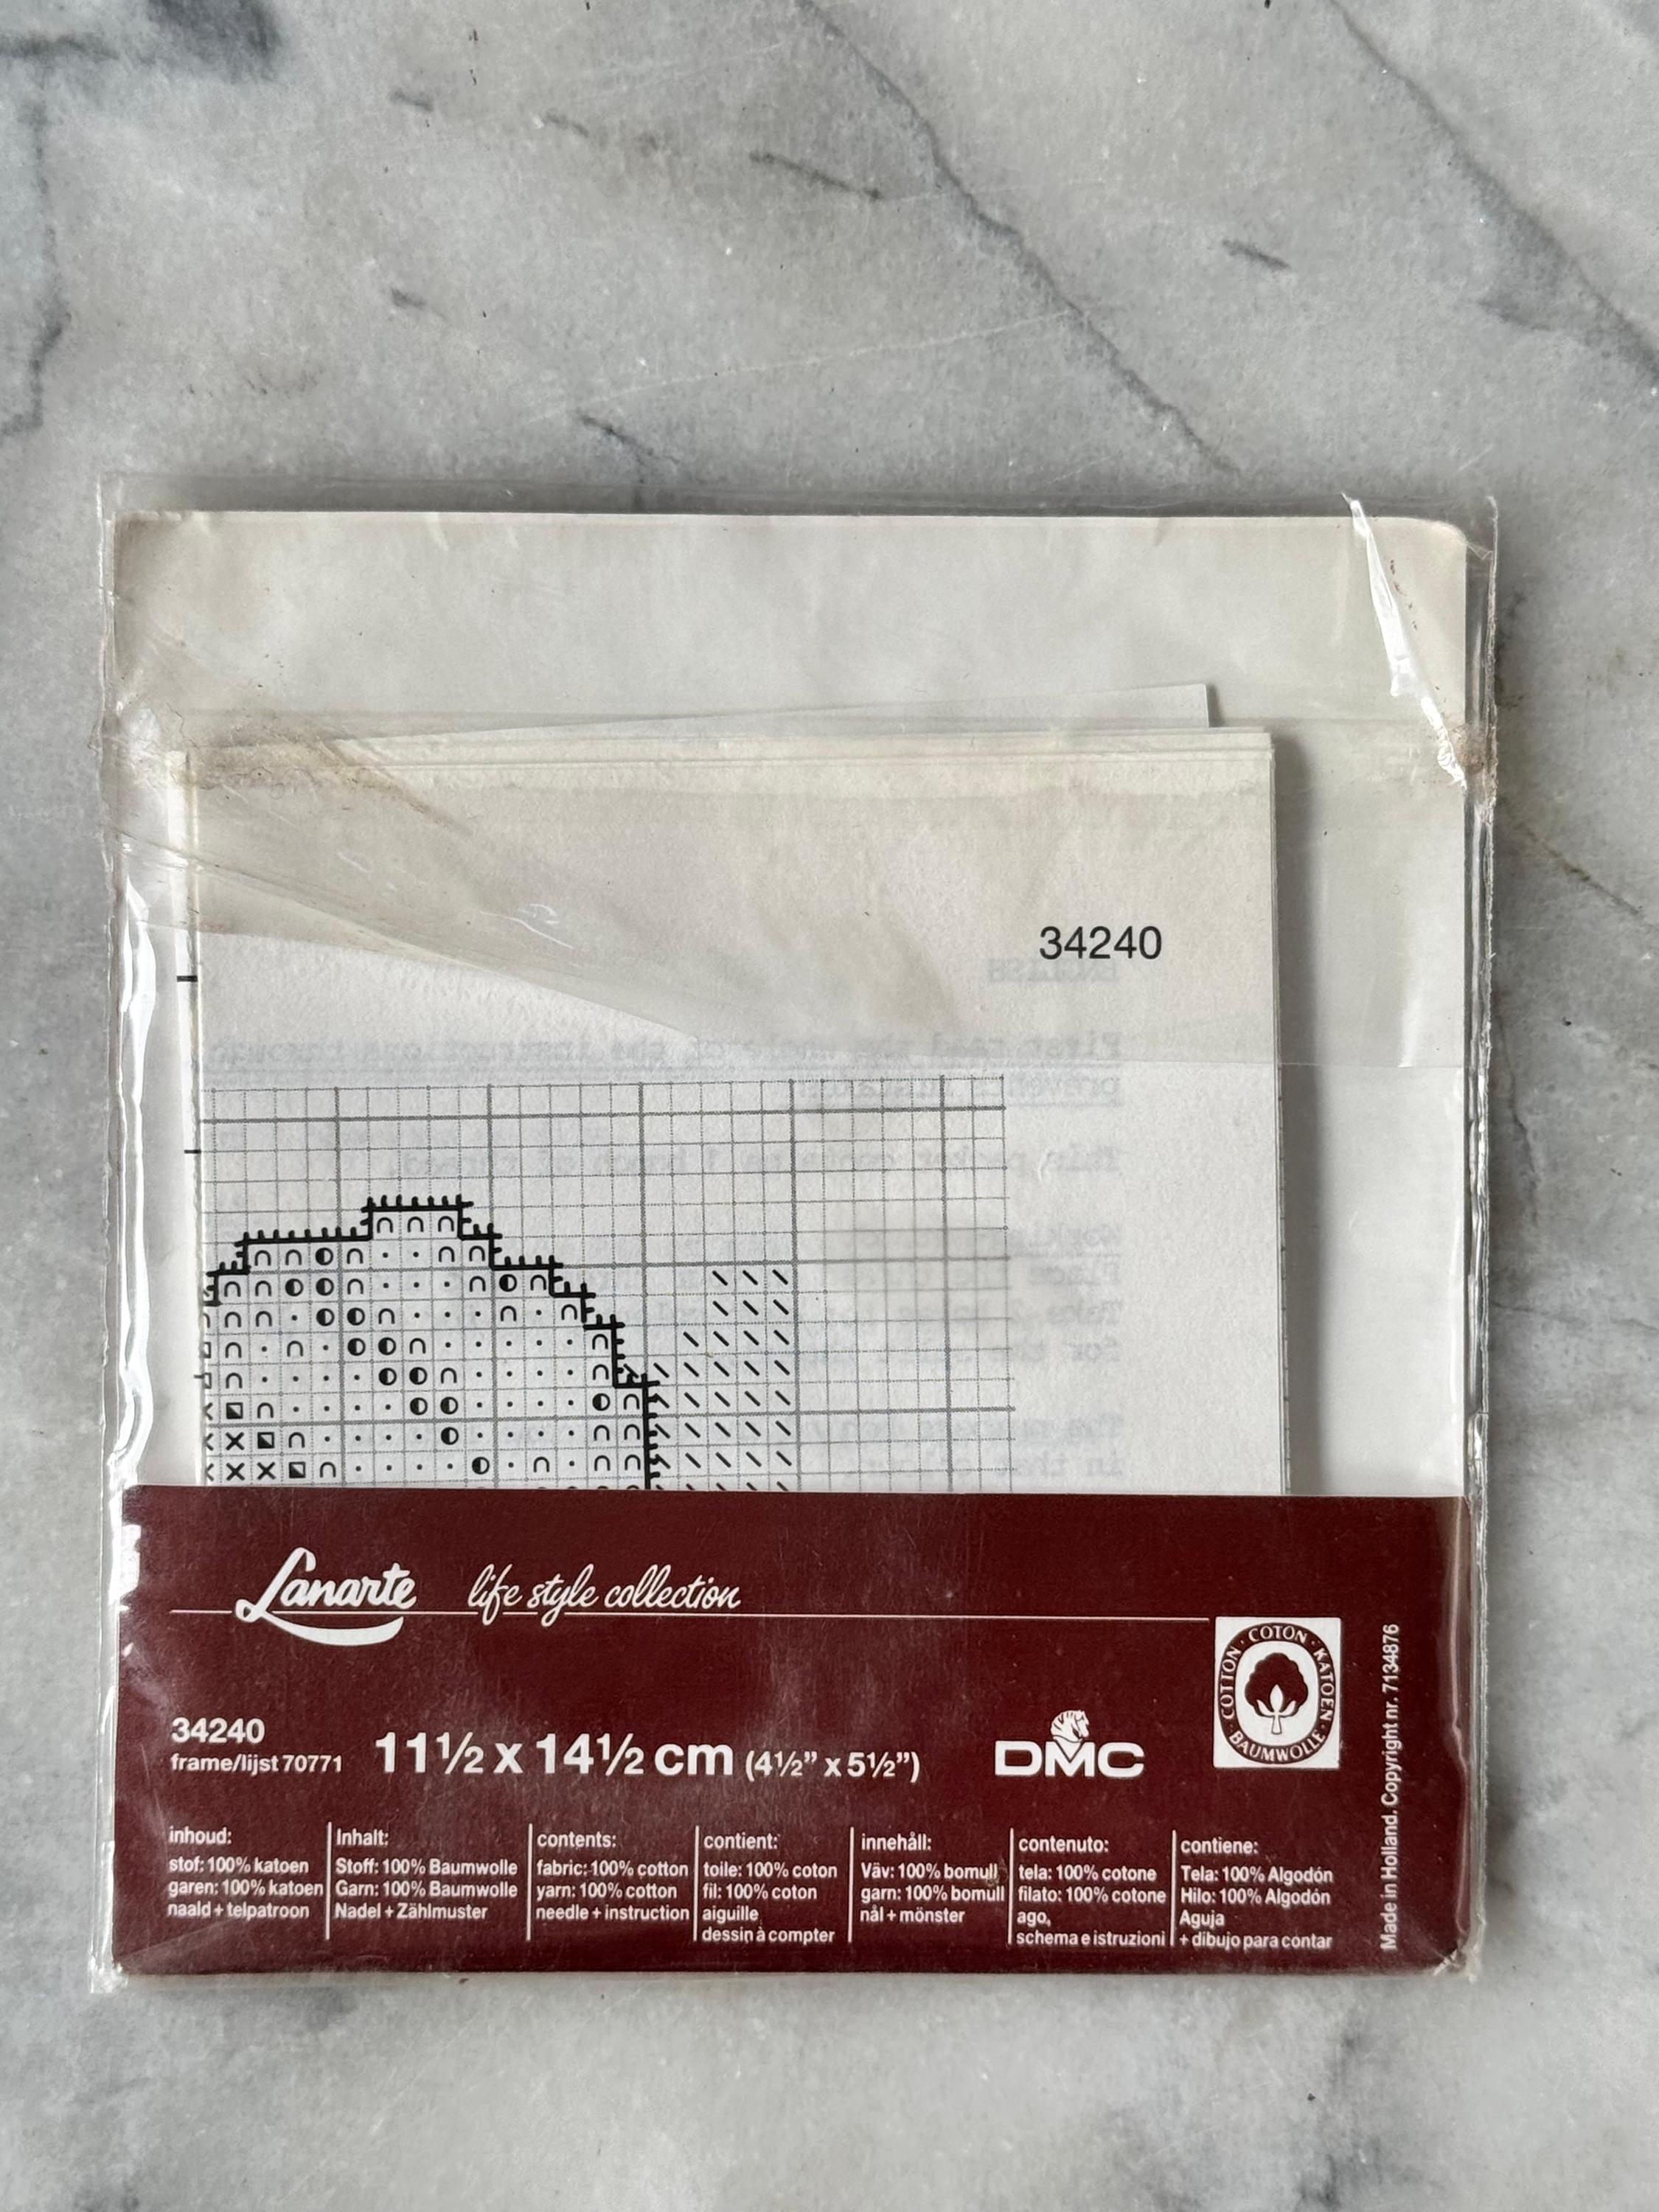 34240
Lanarte life style collection
34240
frame/lijst 70771
11½ x 14½ cm (4½" x 5½")
DMC
COTTON · COTON · KATOEN · BAUMWOLLE
Made in Holland. Copyright nr. 7134876
inhoud:
stof: 100% katoen
garen: 100% katoen
naald + telpatroon
Inhalt:
Stoff: 100% Baumwolle
Garn: 100% Baumwolle
Nadel + Zählmuster
contents:
fabric: 100% cotton
yarn: 100% cotton
needle + instruction
contient:
toile: 100% coton
fil: 100% coton
aiguille
dessin à compter
innehåll:
Väv: 100% bomull
garn: 100% bomull
nål + mönster
contenuto:
tela: 100% cotone
filato: 100% cotone
ago,
schema e istruzioni
contiene:
Tela: 100% Algodón
Hilo: 100% Algodón
Aguja
+ dibujo para contar